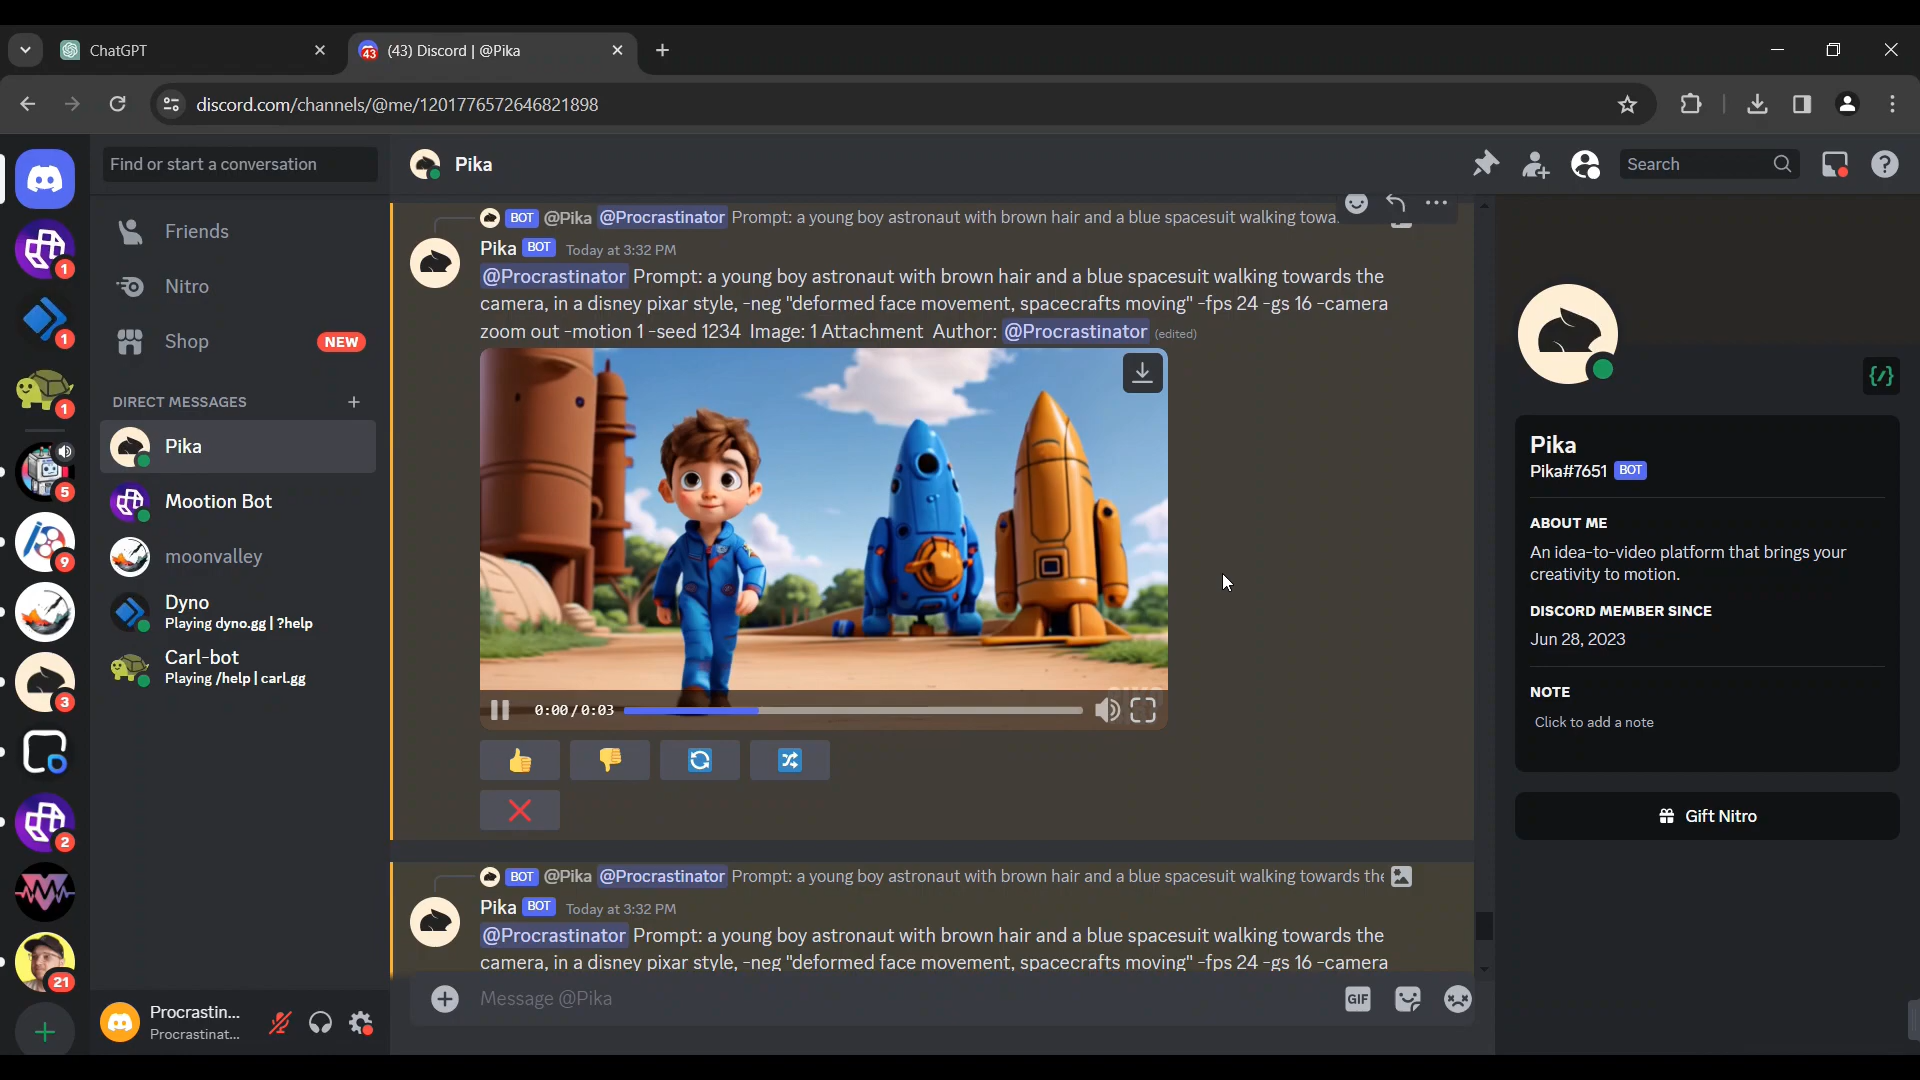 ChatGPT
(43) Discord | @Pika
43
discord.com/channels/@me/1201776572646821898
Find or start a conversation
Pika
Search
Friends
Nitro
Shop
NEW
DIRECT MESSAGES
Pika
Mootion Bot
moonvalley
Dyno
Playing dyno.gg | ?help
Carl-bot
Playing /help | carl.gg
1
1
1
5
9
3
2
21
Procrastin...
Procrastinat...
BOT @Pika @Procrastinator Prompt: a young boy astronaut with brown hair and a blue spacesuit walking towa.
Pika BOT Today at 3:32 PM
@Procrastinator Prompt: a young boy astronaut with brown hair and a blue spacesuit walking towards the
camera, in a disney pixar style, -neg "deformed face movement, spacecrafts moving" -fps 24 -gs 16 -camera
zoom out -motion 1 -seed 1234 Image: 1 Attachment Author: @Procrastinator (edited)
0:00 / 0:03
BOT @Pika @Procrastinator Prompt: a young boy astronaut with brown hair and a blue spacesuit walking towards the
Pika BOT Today at 3:32 PM
@Procrastinator Prompt: a young boy astronaut with brown hair and a blue spacesuit walking towards the
camera, in a disney pixar style, -neg "deformed face movement, spacecrafts moving" -fps 24 -gs 16 -camera
Message @Pika
GIF
Pika
Pika#7651 BOT
ABOUT ME
An idea-to-video platform that brings your
creativity to motion.
DISCORD MEMBER SINCE
Jun 28, 2023
NOTE
Click to add a note
Gift Nitro